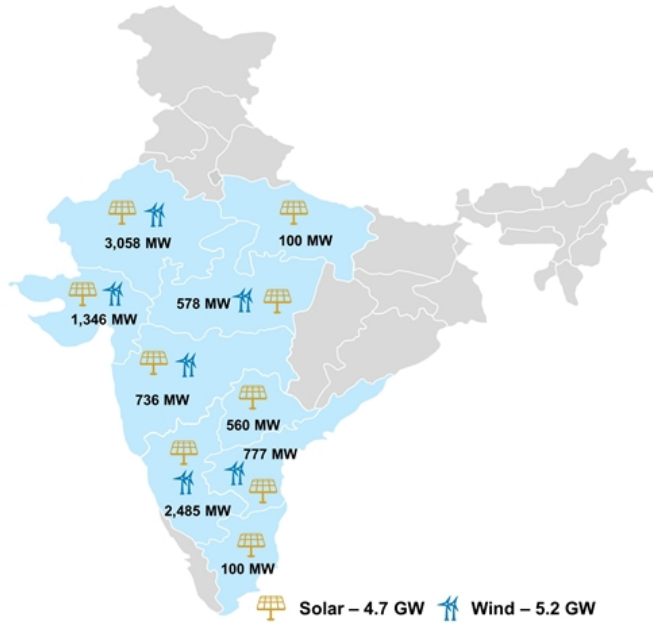 3,058 MW
100 MW
578 MW
1,346 MW
736 MW
560 MW
777 MW
2,485 MW
100 MW
Solar – 4.7 GW Wind – 5.2 GW